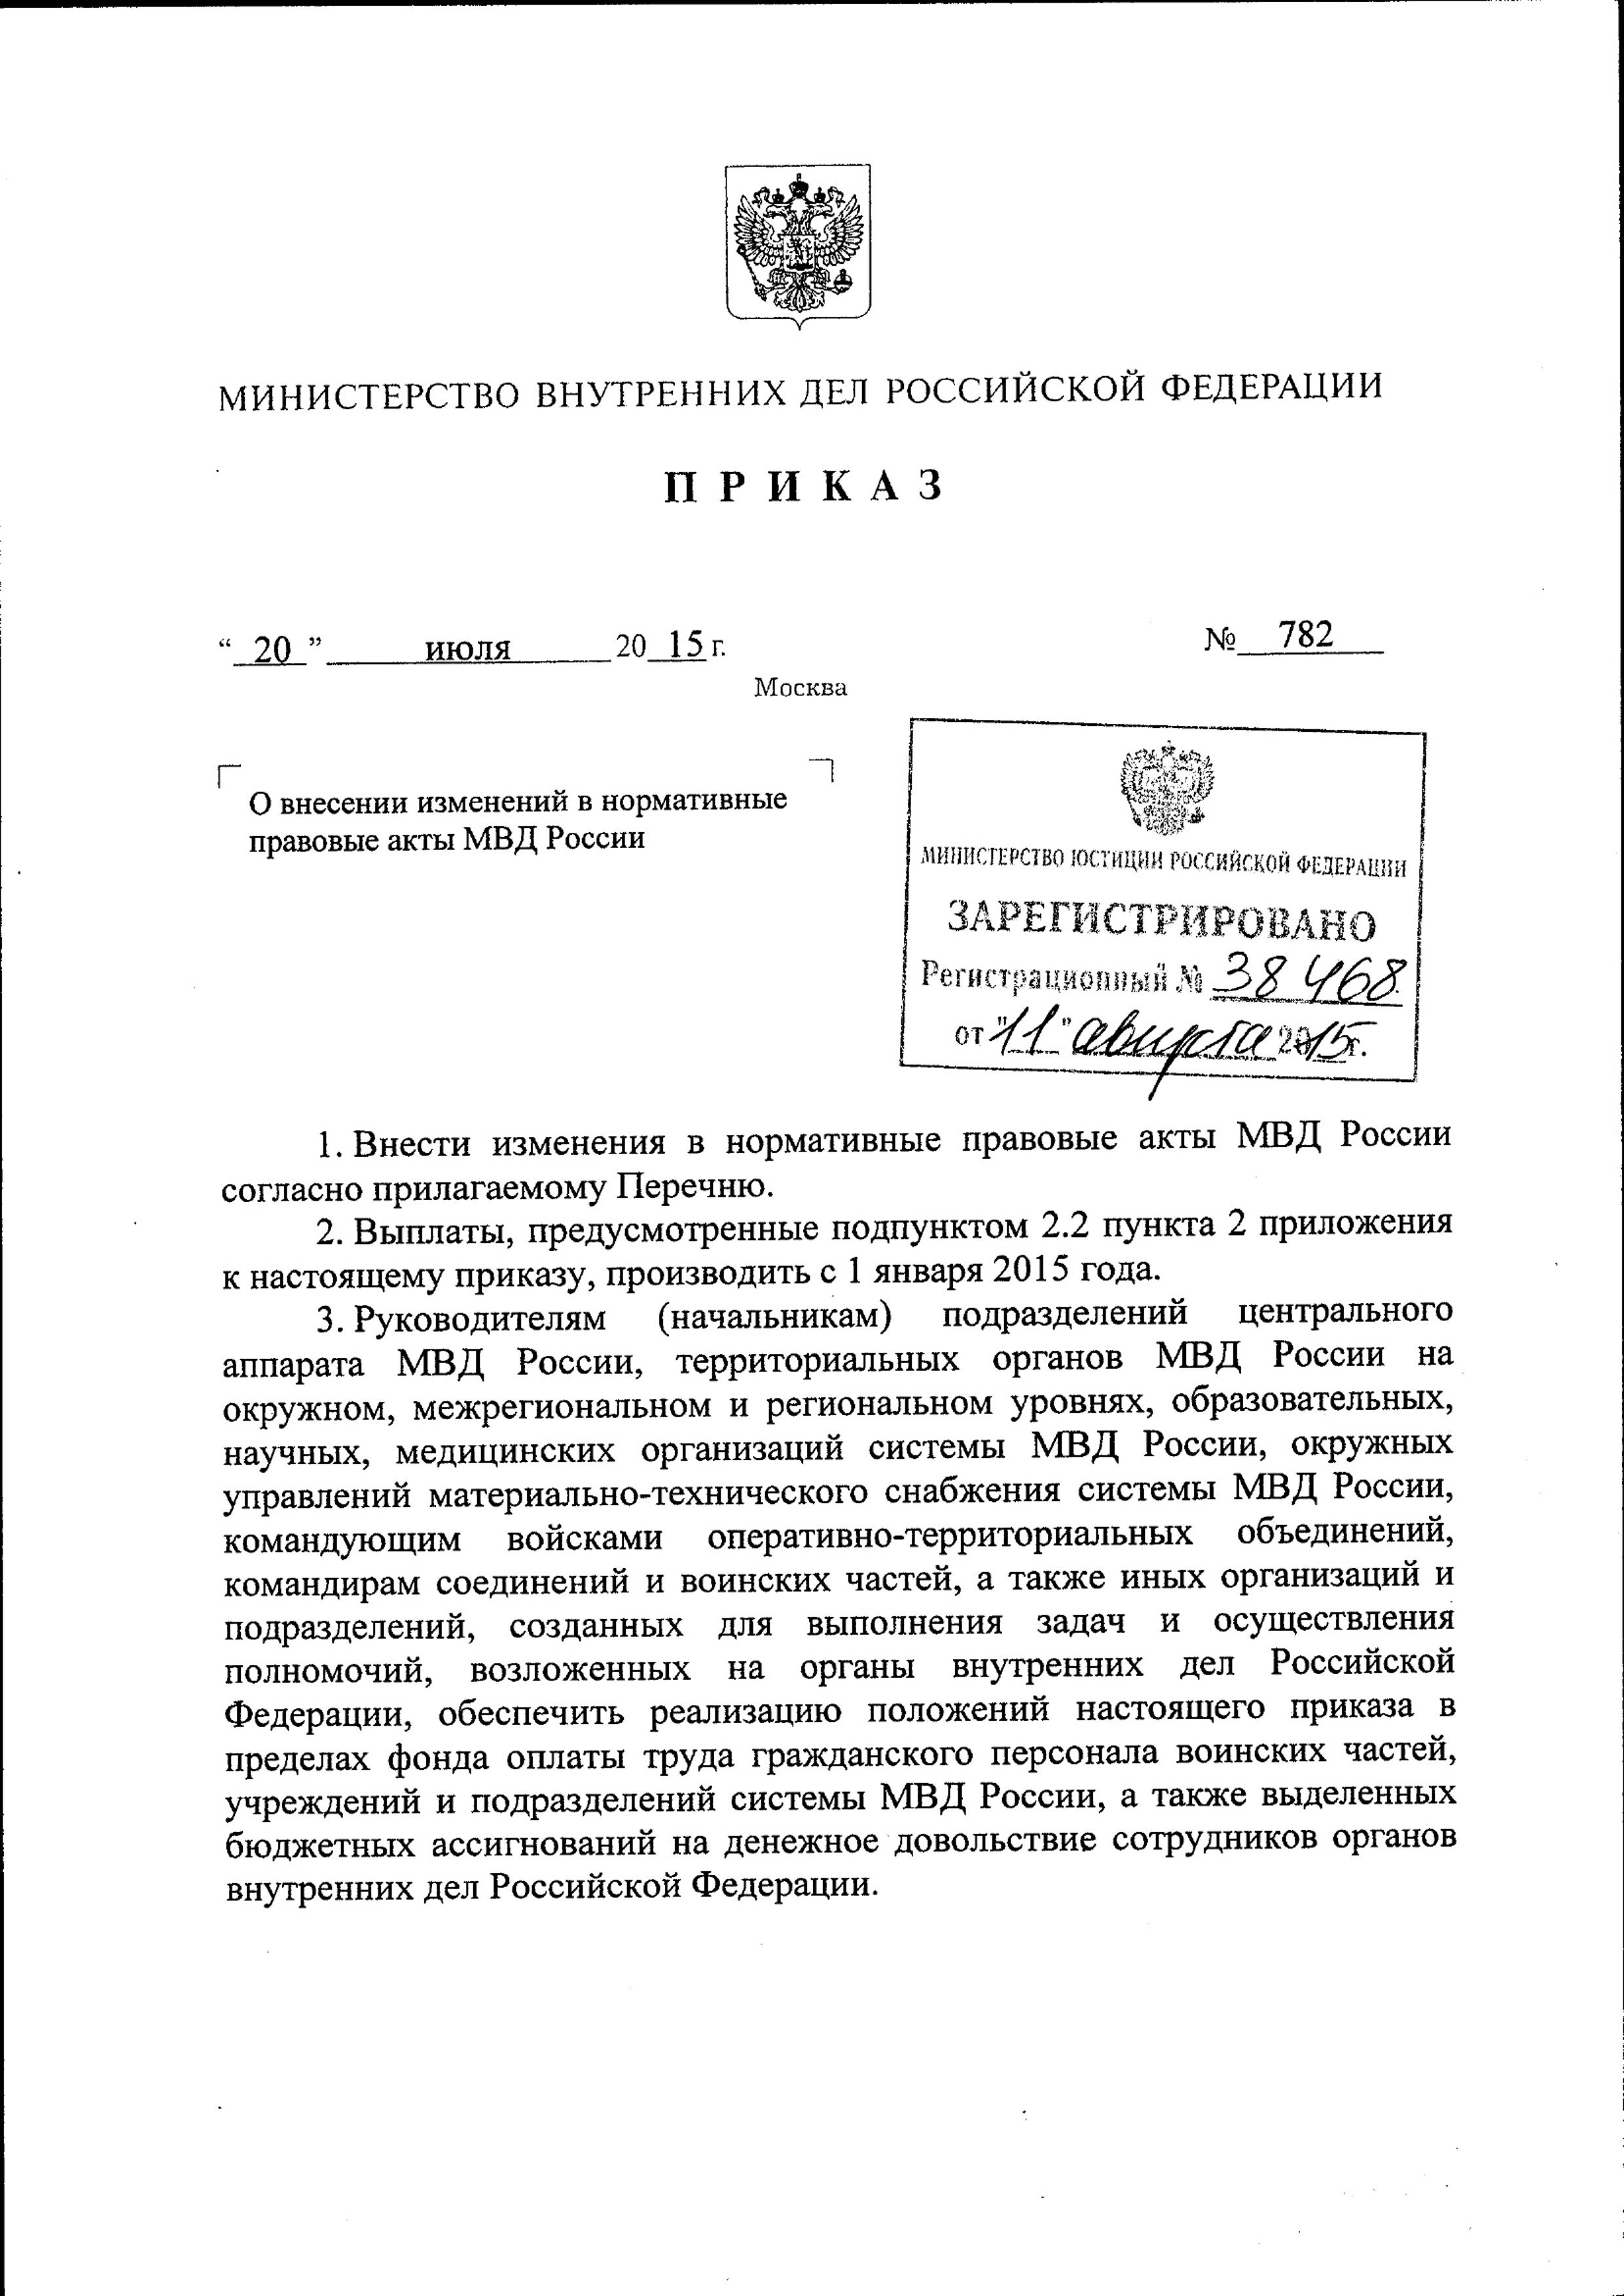 МИНИСТЕРСТВО ВНУТРЕННИХ ДЕЛ РОССИЙСКОЙ ФЕДЕРАЦИИ
ПРИКАЗ
“ 20 ” июля 20 15 г.
№ 782
Москва
О внесении изменений в нормативные
правовые акты МВД России
МИНИСТЕРСТВО ЮСТИЦИИ РОССИЙСКОЙ ФЕДЕРАЦИИ
ЗАРЕГИСТРИРОВАНО
Регистрационный № 38468
от "11" августа 2015г.
1. Внести изменения в нормативные правовые акты МВД России
согласно прилагаемому Перечню.
2. Выплаты, предусмотренные подпунктом 2.2 пункта 2 приложения
к настоящему приказу, производить с 1 января 2015 года.
3. Руководителям (начальникам) подразделений центрального
аппарата МВД России, территориальных органов МВД России на
окружном, межрегиональном и региональном уровнях, образовательных,
научных, медицинских организаций системы МВД России, окружных
управлений материально-технического снабжения системы МВД России,
командующим войсками оперативно-территориальных объединений,
командирам соединений и воинских частей, а также иных организаций и
подразделений, созданных для выполнения задач и осуществления
полномочий, возложенных на органы внутренних дел Российской
Федерации, обеспечить реализацию положений настоящего приказа в
пределах фонда оплаты труда гражданского персонала воинских частей,
учреждений и подразделений системы МВД России, а также выделенных
бюджетных ассигнований на денежное довольствие сотрудников органов
внутренних дел Российской Федерации.